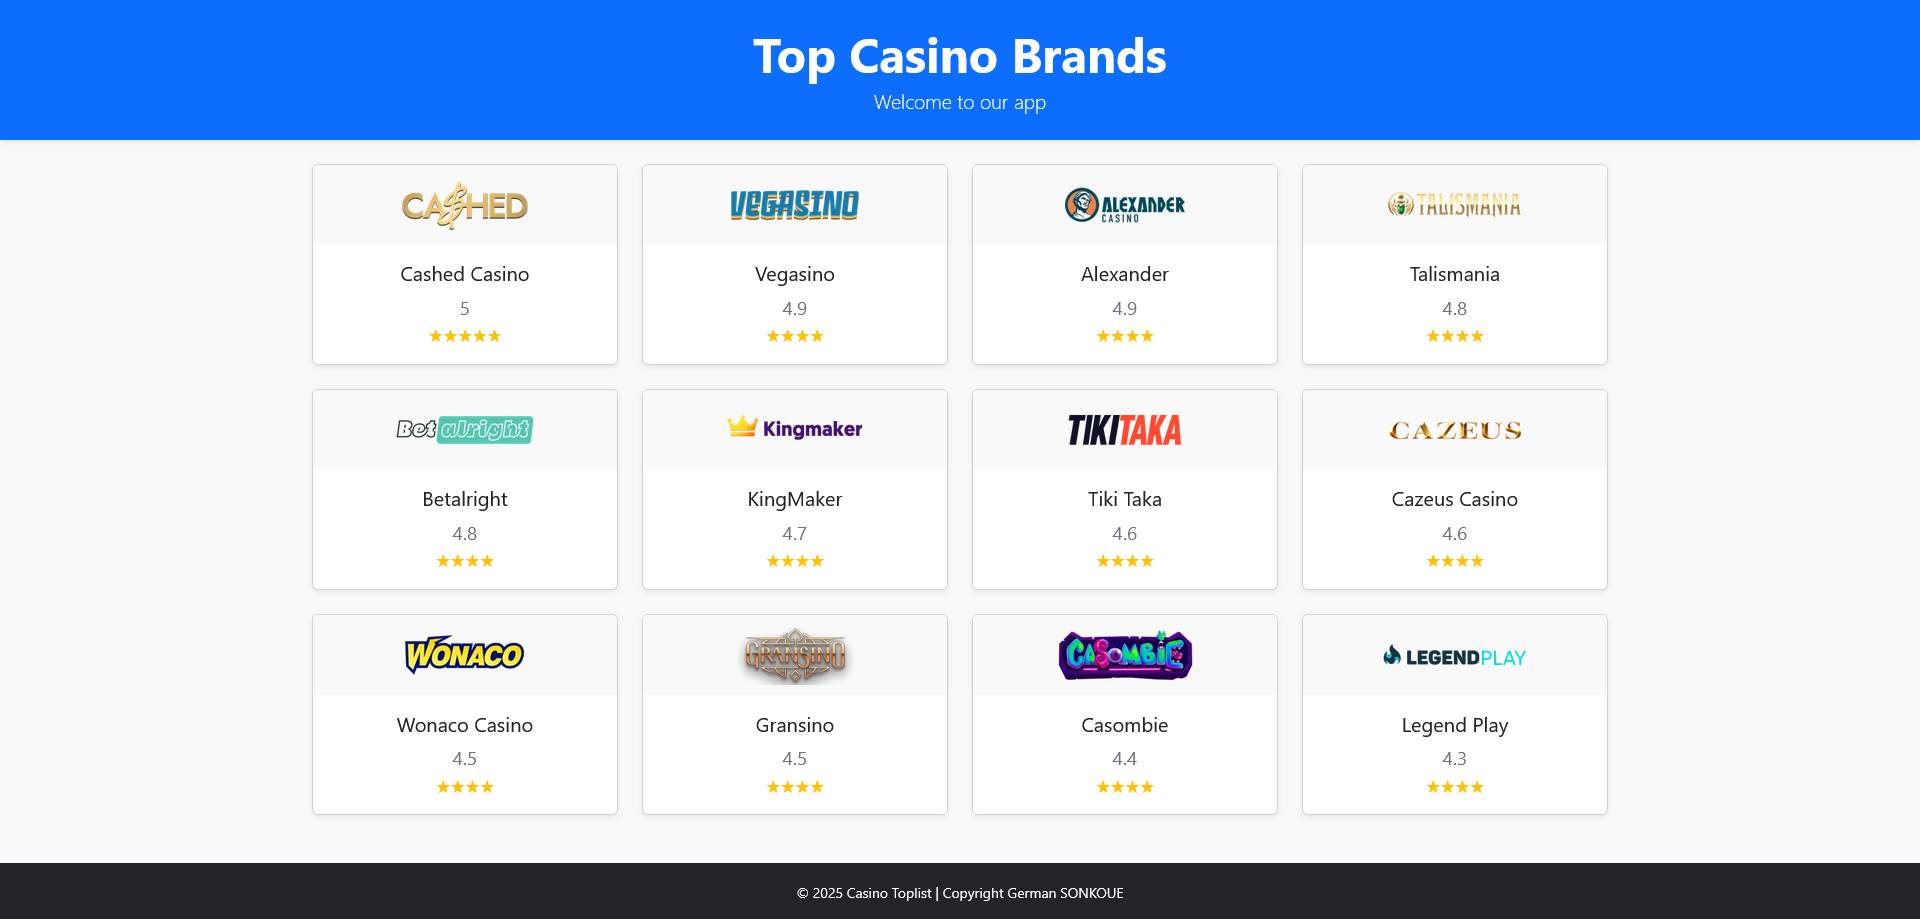 Top Casino Brands
Welcome to our app
CASHED
VEGASINO
ALEXANDER
CASINO
TALISMANIA
Cashed Casino
Vegasino
Alexander
Talismania
5
4.9
4.9
4.8
★★★★★
★★★★
★★★★
★★★★
Bet alright
Kingmaker
TIKITAKA
CAZEUS
Betalright
KingMaker
Tiki Taka
Cazeus Casino
4.8
4.7
4.6
4.6
★★★★
★★★★
★★★★
★★★★
WONACO
GRANSINO
CASOMBIE
LEGENDPLAY
Wonaco Casino
Gransino
Casombie
Legend Play
4.5
4.5
4.4
4.3
★★★★
★★★★
★★★★
★★★★
© 2025 Casino Toplist | Copyright German SONKOUE